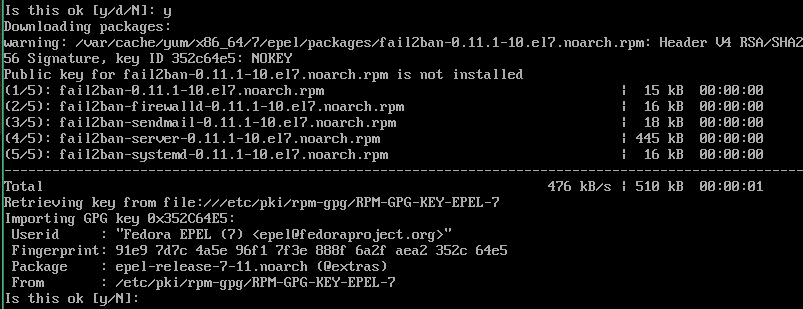 Is this ok [y/d/N]: y
Downloading packages:
warning: /var/cache/yum/x86_64/7/epel/packages/fail2ban-0.11.1-10.el7.noarch.rpm: Header V4 RSA/SHA2
56 Signature, key ID 352c64e5: NOKEY
Public key for fail2ban-0.11.1-10.el7.noarch.rpm is not installed
(1/5): fail2ban-0.11.1-10.el7.noarch.rpm | 15 kB 00:00:00
(2/5): fail2ban-firewalld-0.11.1-10.el7.noarch.rpm | 16 kB 00:00:00
(3/5): fail2ban-sendmail-0.11.1-10.el7.noarch.rpm | 18 kB 00:00:00
(4/5): fail2ban-server-0.11.1-10.el7.noarch.rpm | 445 kB 00:00:00
(5/5): fail2ban-systemd-0.11.1-10.el7.noarch.rpm | 16 kB 00:00:00
----------------------------------------------------------------------------------------------------
Total 476 kB/s | 510 kB 00:00:01
Retrieving key from file:///etc/pki/rpm-gpg/RPM-GPG-KEY-EPEL-7
Importing GPG key 0x352C64E5:
Userid : "Fedora EPEL (7) <epel@fedoraproject.org>"
Fingerprint: 91e9 7d7c 4a5e 96f1 7f3e 888f 6a2f aea2 352c 64e5
Package : epel-release-7-11.noarch (@extras)
From : /etc/pki/rpm-gpg/RPM-GPG-KEY-EPEL-7
Is this ok [y/N]: